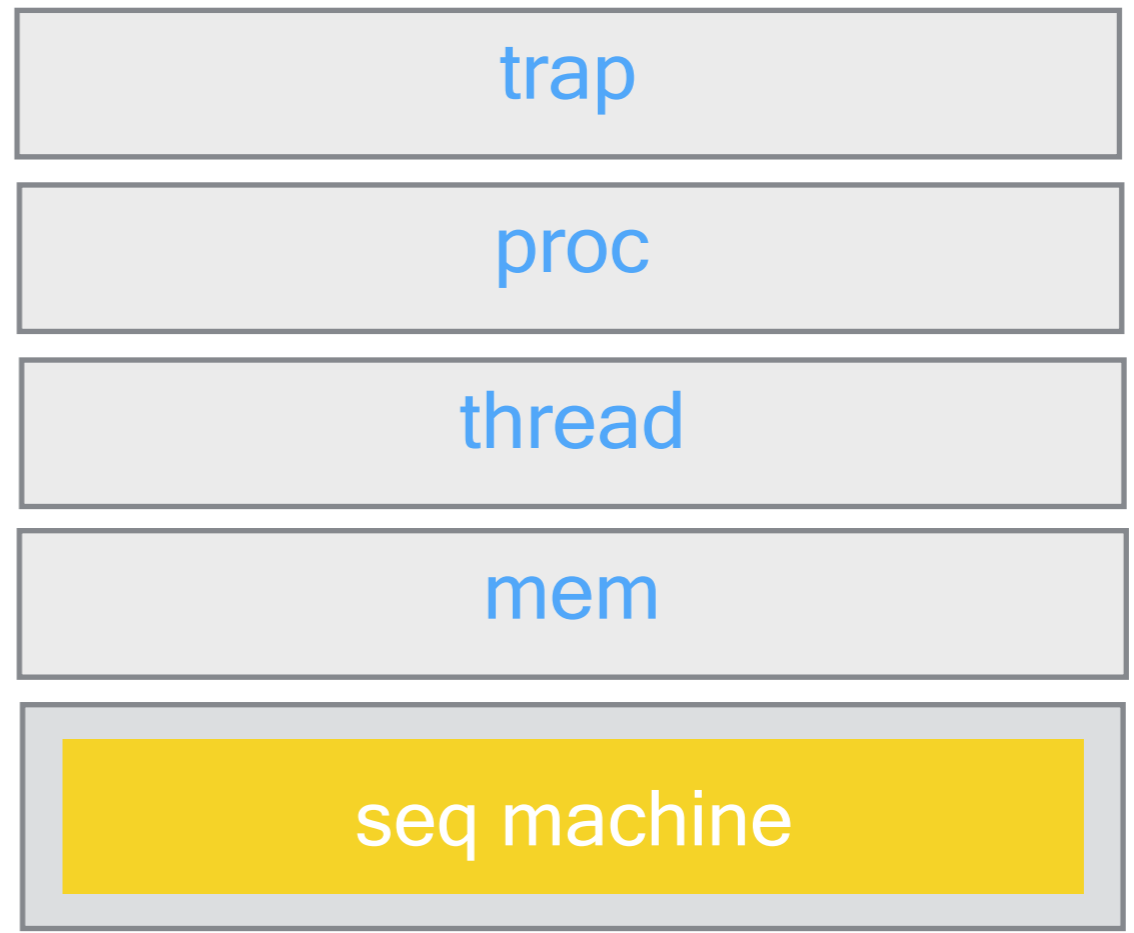 trap
proc
thread
mem
seq machine